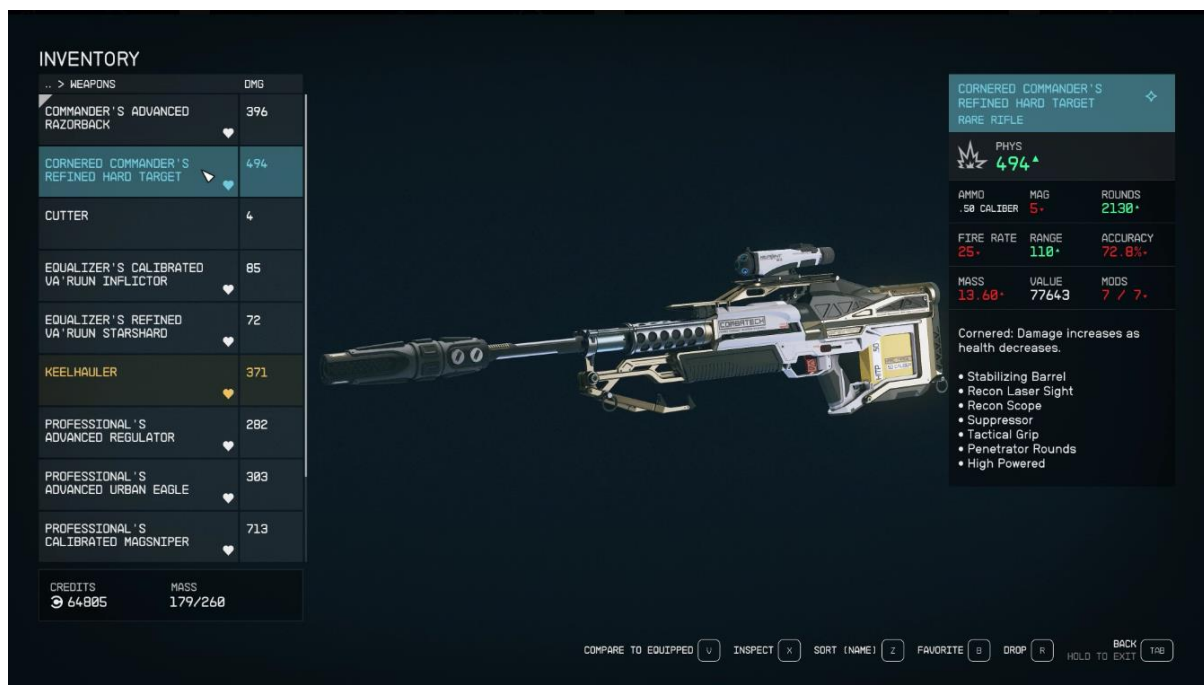 INVENTORY
.. > WEAPONS DMG
COMMANDER'S ADVANCED RAZORBACK 396
CORNERED COMMANDER'S REFINED HARD TARGET 494
CUTTER 4
EQUALIZER'S CALIBRATED VA'RUUN INFLICTOR 85
EQUALIZER'S REFINED VA'RUUN STARSHARD 72
KEELHAULER 371
PROFESSIONAL'S ADVANCED REGULATOR 282
PROFESSIONAL'S ADVANCED URBAN EAGLE 303
PROFESSIONAL'S CALIBRATED MAGSNIPER 713
CREDITS MASS
64805 179/260
COMBATECH
HITP .50
CORNERED COMMANDER'S
REFINED HARD TARGET
RARE RIFLE
PHYS
494
AMMO MAG ROUNDS
.50 CALIBER 5 2130
FIRE RATE RANGE ACCURACY
25 110 72.8%
MASS VALUE MODS
13.60 77643 7 / 7
Cornered: Damage increases as
health decreases.
• Stabilizing Barrel
• Recon Laser Sight
• Recon Scope
• Suppressor
• Tactical Grip
• Penetrator Rounds
• High Powered
COMPARE TO EQUIPPED V INSPECT X SORT (NAME) Z FAVORITE B DROP R BACK
HOLD TO EXIT TAB